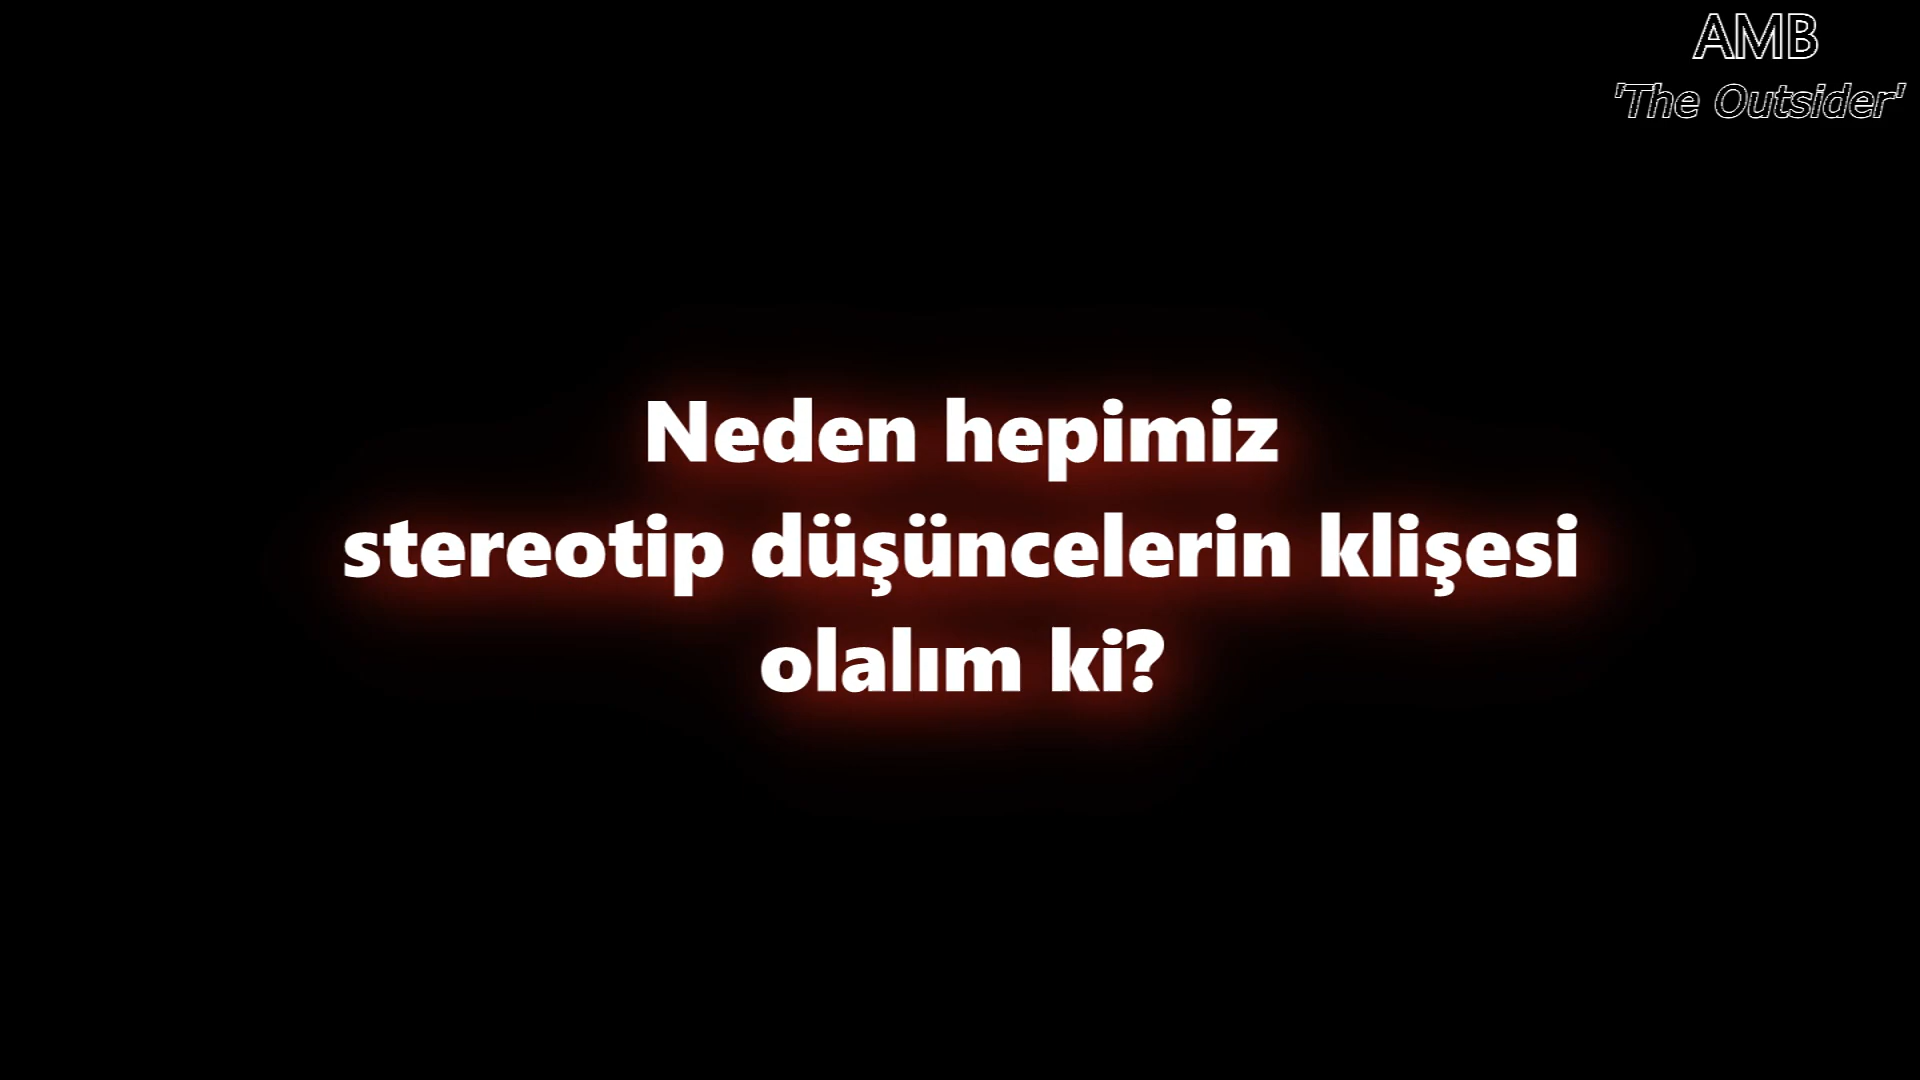 AMB
'The Outsider'
Neden hepimiz
stereotip düşüncelerin klişesi
olalım ki?